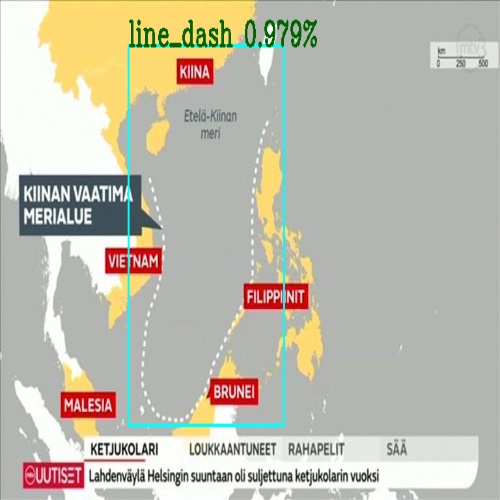 line_dash 0.979%
KIINA
km
mtv3
0 250 500
Etelä-Kiinan
meri
KIINAN VAATIMA
MERIALUE
VIETNAM
FILIPPIINIT
BRUNEI
MALESIA
KETJUKOLARI LOUKKAANTUNEET RAHAPELIT SÄÄ
UUTISET
Lahdenväylä Helsingin suuntaan oli suljettuna ketjukolarin vuoksi